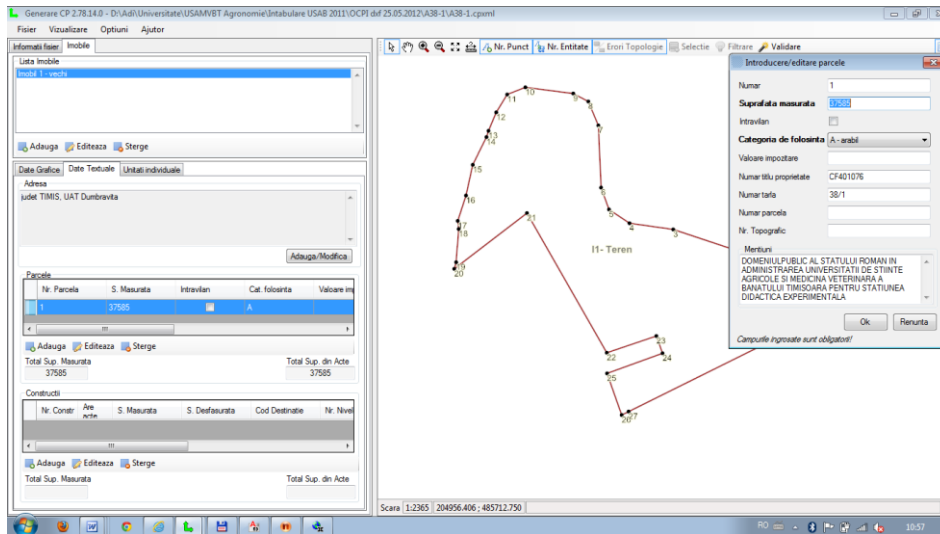 Generare CP 2.78.14.0 - D:\Adi\Universitate\USAMVBT Agronomie\Intabulare USAB 2011\OCPI dxf 25.05.2012\A38-1\A38-1.cpxml
Fisier Vizualizare Optiuni Ajutor
Informatii fisier Imobile
Lista Imobile
Imobil 1 - vechi
Adauga Editeaza Sterge
Date Grafice Date Textuale Unitati individuale
Adresa
judet TIMIS, UAT Dumbravita
Adauga/Modifica
Parcele
Nr. Parcela S. Masurata Intravilan Cat. folosinta Valoare imp
1 37585 A
Adauga Editeaza Sterge
Total Sup. Masurata Total Sup. din Acte
37585 37585
Constructii
Nr. Constr Are acte S. Masurata S. Desfasurata Cod Destinatie Nr. Nivel
Adauga Editeaza Sterge
Total Sup. Masurata Total Sup. din Acte
Nr. Punct Nr. Entitate Erori Topologie Selectie Filtrare Validare
10
11
9
8
12
7
13
14
15
6
16
5
21
4
17
18
3
I1- Teren
19
20
23
22
24
25
26
27
Introducere/editare parcele
Numar 1
Suprafata masurata 37585
Intravilan
Categoria de folosinta A - arabil
Valoare impozitare
Numar titlu proprietate CF401076
Numar tarla 38/1
Numar parcela
Nr. Topografic
Mentiuni
DOMENIULPUBLIC AL STATULUI ROMAN IN
ADMINISTRAREA UNIVERSITATII DE STIINTE
AGRICOLE SI MEDICINA VETERINARA A
BANATULUI TIMISOARA PENTRU STATIUNEA
DIDACTICA EXPERIMENTALA
Ok Renunta
Campurile ingrosate sunt obligatorii!
Scara 1:2365 204956.406 ; 485712.750
RO 10:57